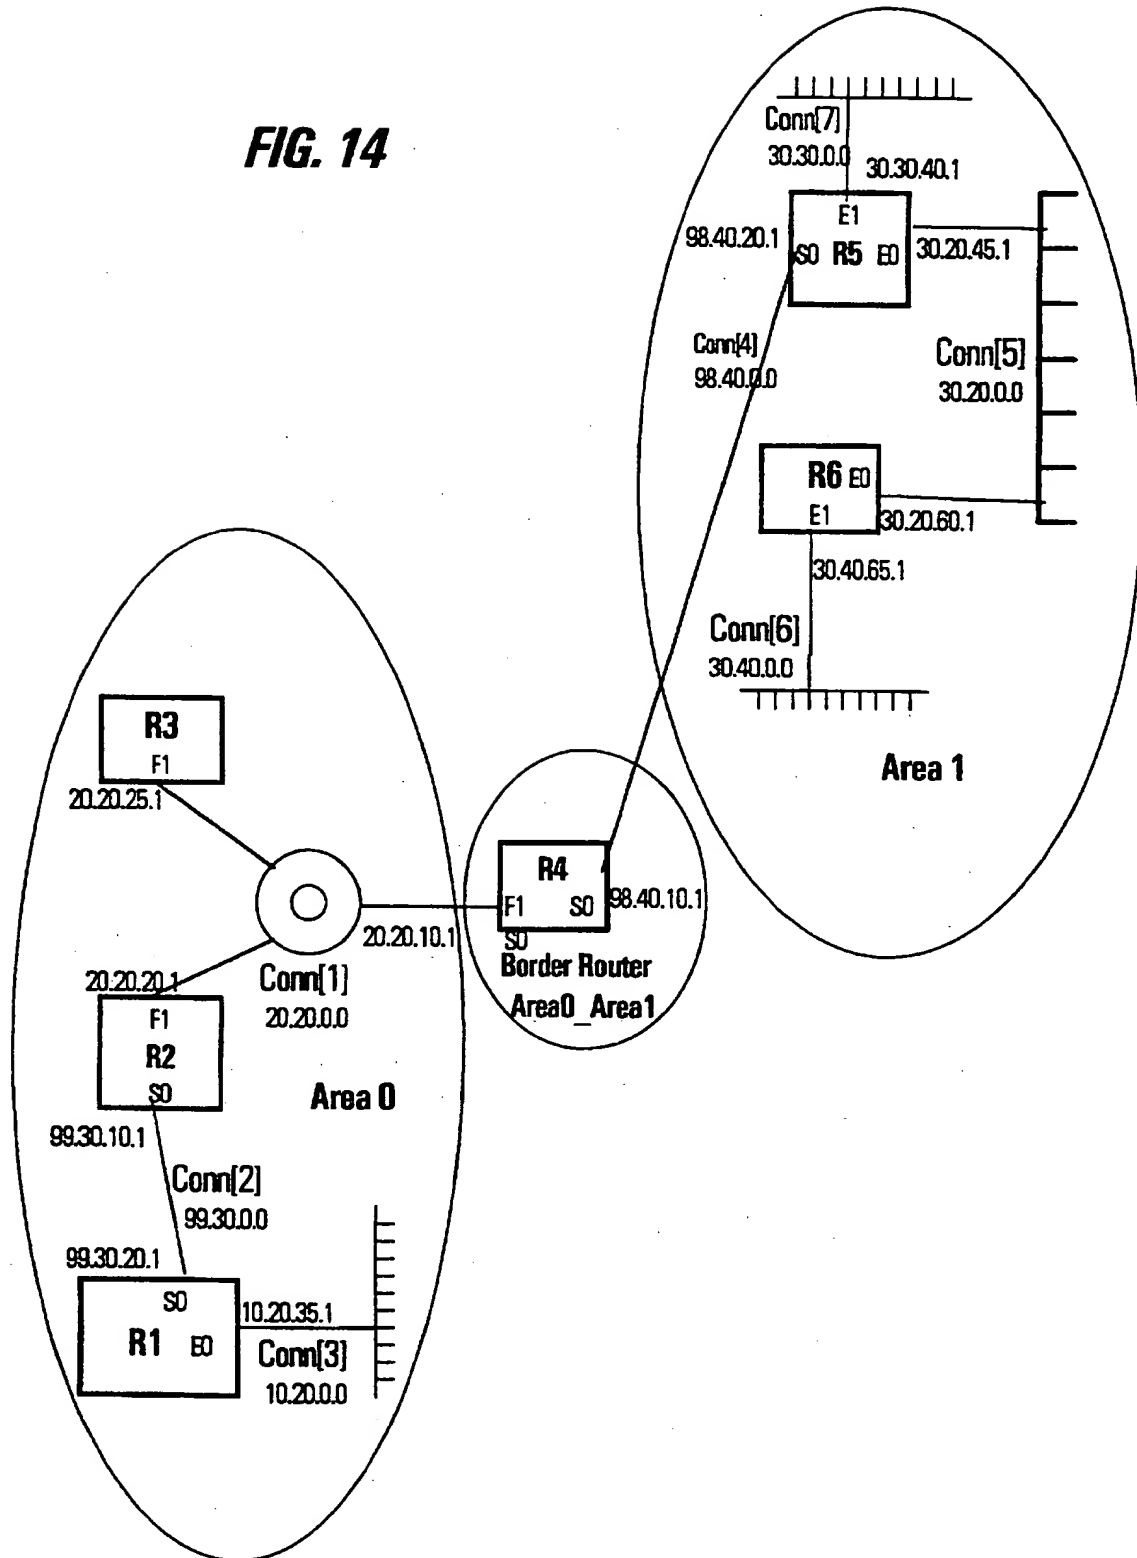 FIG. 14
Conn[7]
30.30.0.0
30.30.40.1
E1
98.40.20.1
S0 R5 E0
30.20.45.1
Conn[4]
98.40.0.0
Conn[5]
30.20.0.0
R6 E0
E1
30.20.60.1
30.40.65.1
Conn[6]
30.40.0.0
Area 1
R3
F1
20.20.25.1
R4
F1 S0
98.40.10.1
S0
20.20.10.1
Border Router
Area0_Area1
20.20.20.1
Conn[1]
20.20.0.0
F1
R2
S0
Area 0
99.30.10.1
Conn[2]
99.30.0.0
99.30.20.1
S0
10.20.35.1
R1 E0
Conn[3]
10.20.0.0